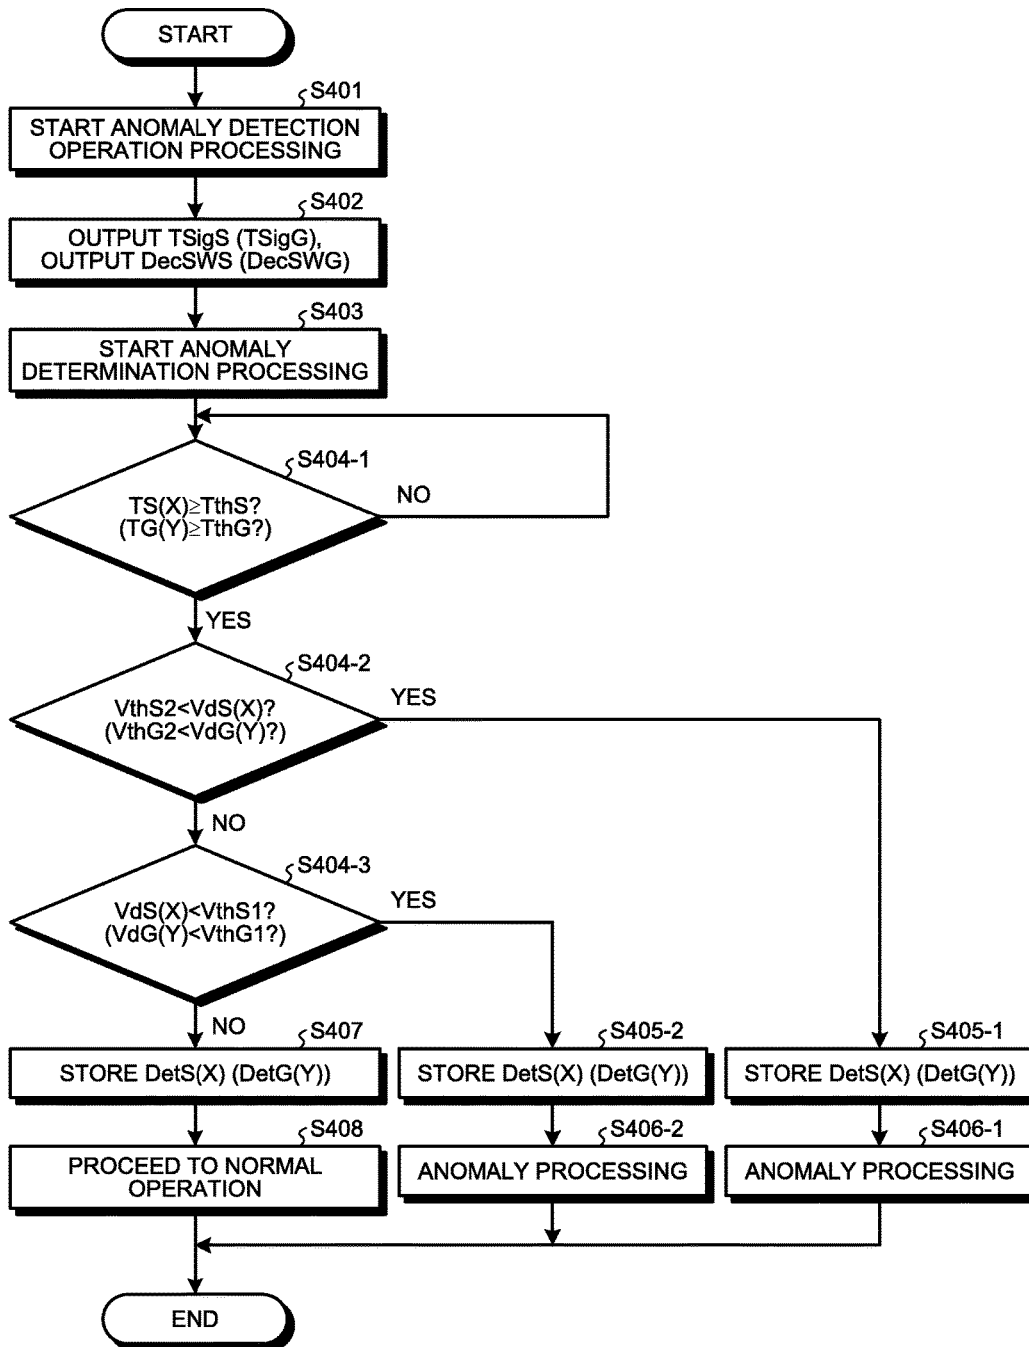 START
S401
START ANOMALY DETECTION
OPERATION PROCESSING
S402
OUTPUT TSigS (TSigG),
OUTPUT DecSWS (DecSWG)
S403
START ANOMALY
DETERMINATION PROCESSING
S404-1
TS(X)≥TthS?
(TG(Y)≥TthG?)
NO
YES
S404-2
VthS2<VdS(X)?
(VthG2<VdG(Y)?)
YES
NO
S404-3
VdS(X)<VthS1?
(VdG(Y)<VthG1?)
YES
NO
S407
STORE DetS(X) (DetG(Y))
S405-2
STORE DetS(X) (DetG(Y))
S405-1
STORE DetS(X) (DetG(Y))
S408
PROCEED TO NORMAL
OPERATION
S406-2
ANOMALY PROCESSING
S406-1
ANOMALY PROCESSING
END